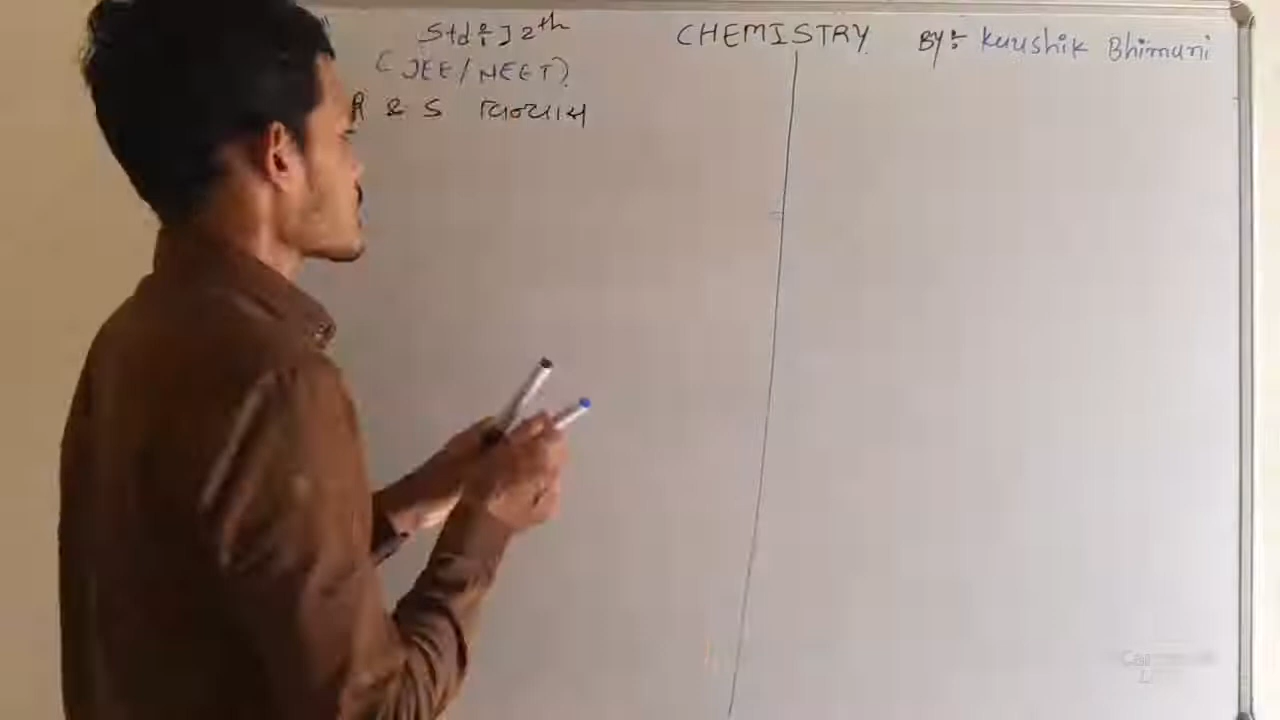 Std : 12th CHEMISTRY BY :- Kaushik Bhimani
(JEE/NEET)
R & S વિન્યાસ